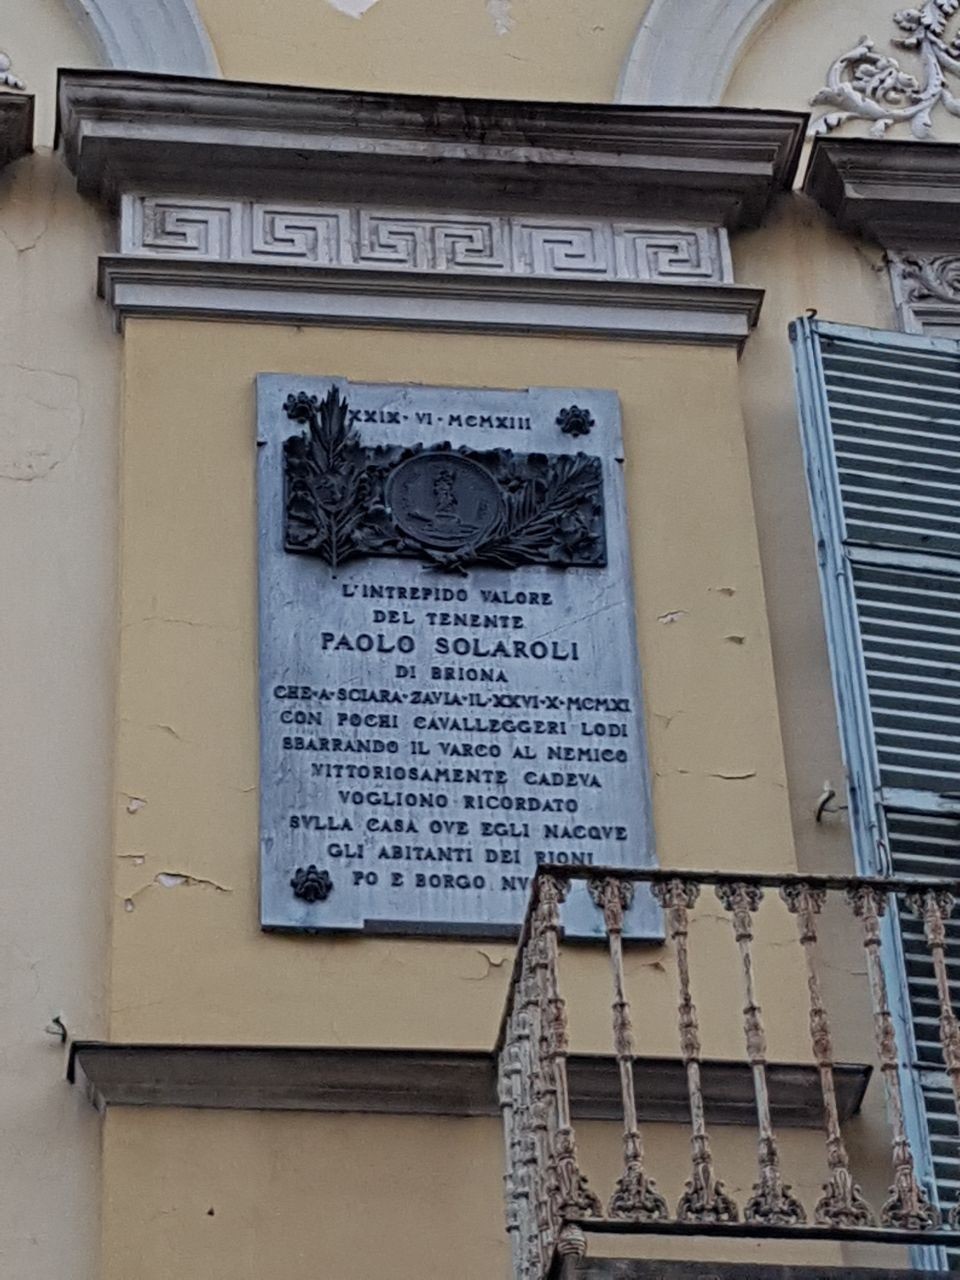 XXIX·VI·MCMXIII
L'INTREPIDO VALORE
DEL TENENTE
PAOLO SOLAROLI
DI BRIONA
CHE·A·SCIARA·ZAVIA·IL·XXVI·X·MCMXI
CON POCHI CAVALLEGGERI LODI
SBARRANDO IL VARCO AL NEMICO
VITTORIOSAMENTE CADEVA
VOGLIONO RICORDATO
SVLLA CASA OVE EGLI NACQVE
GLI ABITANTI DEI RIONI
PO E BORGO